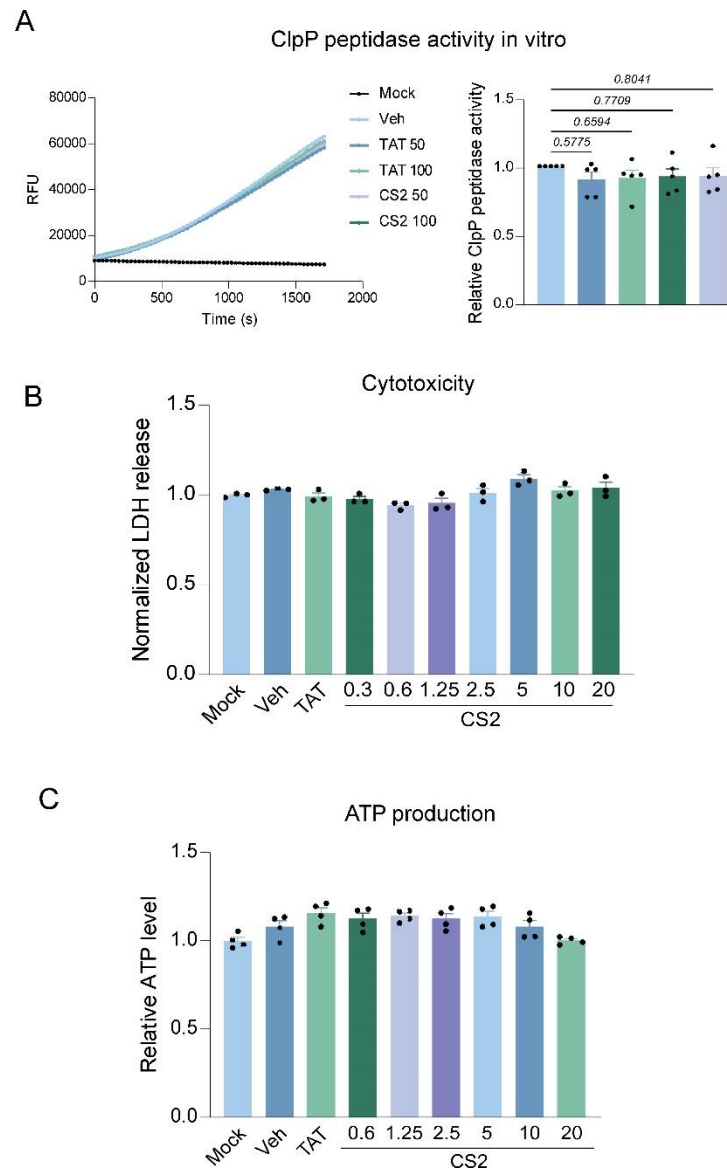 A
ClpP peptidase activity in vitro
RFU
80000
60000
40000
20000
0
0 500 1000 1500 2000
Time (s)
Mock
Veh
TAT 50
TAT 100
CS2 50
CS2 100
Relative ClpP peptidase activity
1.5
1.0
0.5
0.0
0.8041
0.7709
0.6594
0.5775
B
Cytotoxicity
Normalized LDH release
1.5
1.0
0.5
0.0
Mock Veh TAT 0.3 0.6 1.25 2.5 5 10 20
CS2
C
ATP production
Relative ATP level
1.5
1.0
0.5
0.0
Mock Veh TAT 0.6 1.25 2.5 5 10 20
CS2